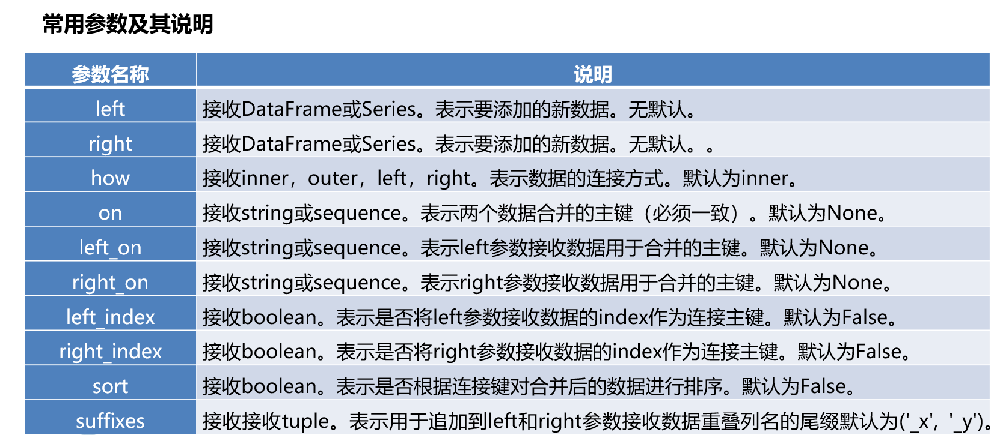 常用参数及其说明
参数名称 说明
left 接收DataFrame或Series。表示要添加的新数据。无默认。
right 接收DataFrame或Series。表示要添加的新数据。无默认。。
how 接收inner，outer，left，right。表示数据的连接方式。默认为inner。
on 接收string或sequence。表示两个数据合并的主键（必须一致）。默认为None。
left_on 接收string或sequence。表示left参数接收数据用于合并的主键。默认为None。
right_on 接收string或sequence。表示right参数接收数据用于合并的主键。默认为None。
left_index 接收boolean。表示是否将left参数接收数据的index作为连接主键。默认为False。
right_index 接收boolean。表示是否将right参数接收数据的index作为连接主键。默认为False。
sort 接收boolean。表示是否根据连接键对合并后的数据进行排序。默认为False。
suffixes 接收接收tuple。表示用于追加到left和right参数接收数据重叠列名的尾缀默认为('_x', '_y')。